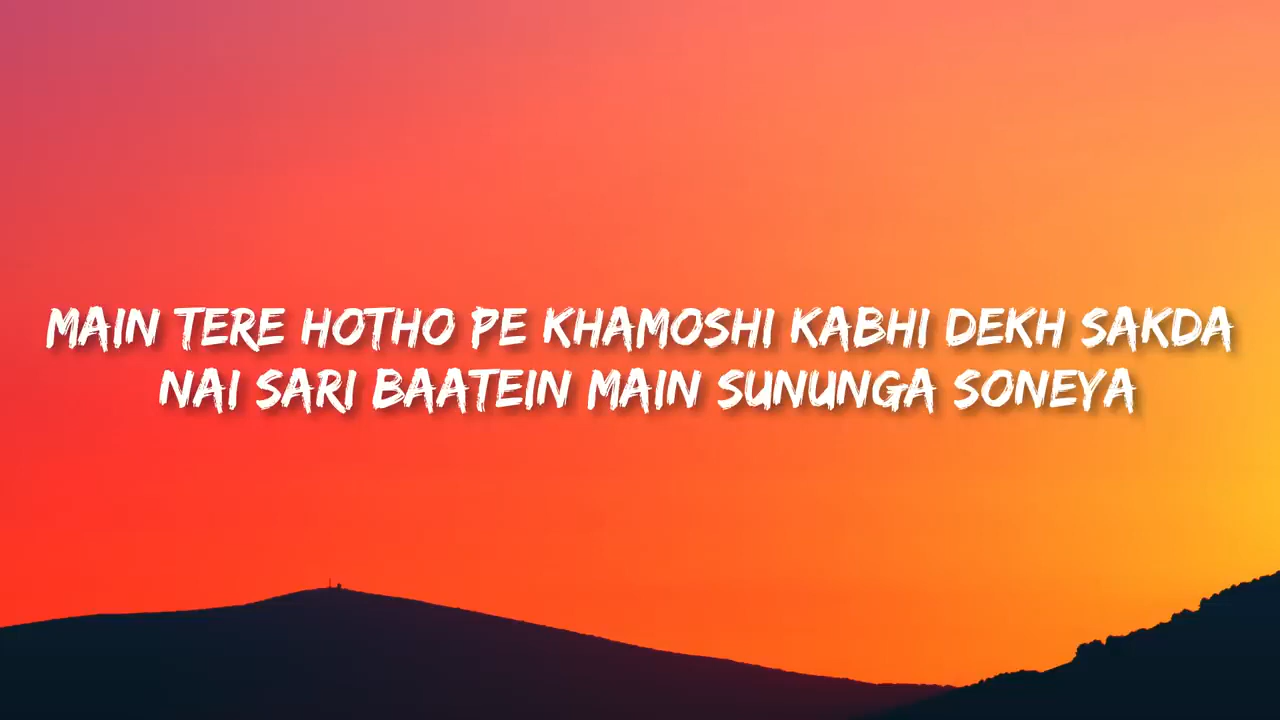 MAIN TERE HOTHO PE KHAMOSHI KABHI DEKH SAKDA
NAI SARI BAATEIN MAIN SUNUNGA SONEYA